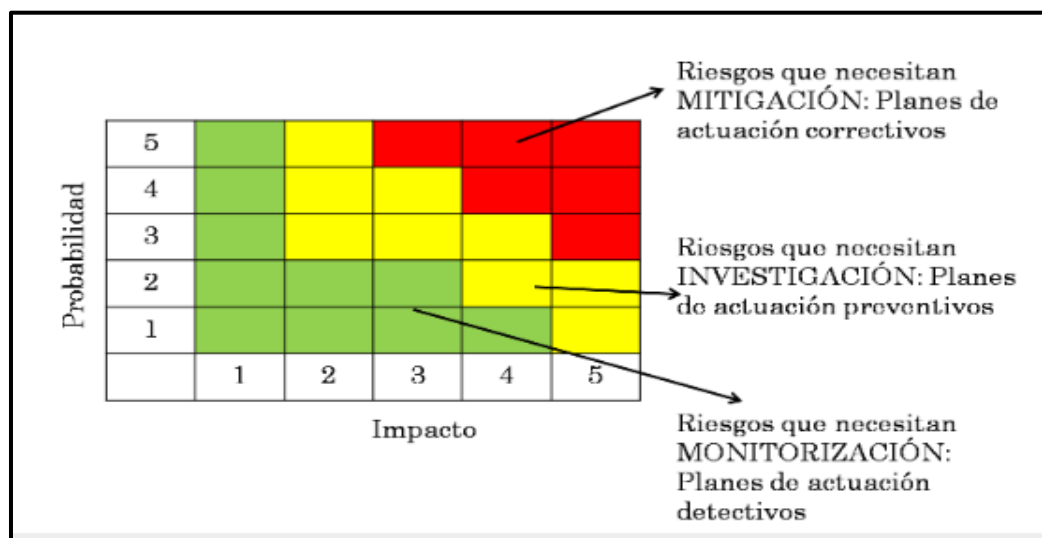 Riesgos que necesitan
MITIGACIÓN: Planes de
actuación correctivos
Probabilidad
5
4
3
2
1
1 2 3 4 5
Impacto
Riesgos que necesitan
INVESTIGACIÓN: Planes
de actuación preventivos
Riesgos que necesitan
MONITORIZACIÓN:
Planes de actuación
detectivos